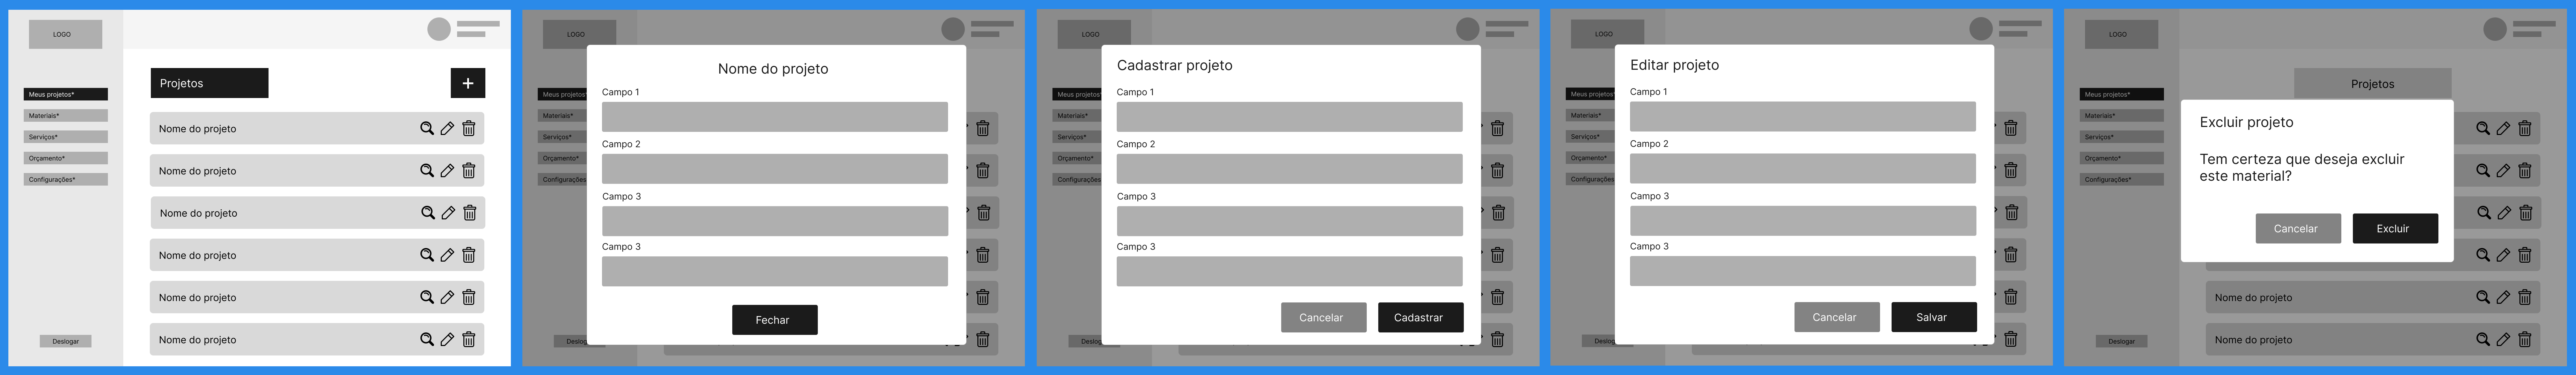 LOGO
Meus projetos*
Materiais*
Serviços*
Orçamento*
Configurações*
Deslogar
Projetos
+
Nome do projeto
Nome do projeto
Nome do projeto
Nome do projeto
Nome do projeto
Nome do projeto
LOGO
Meus projetos*
Materiais*
Serviços*
Orçamento*
Configurações
Deslog
Nome do projeto
Campo 1
Campo 2
Campo 3
Campo 3
Fechar
LOGO
Meus projetos*
Materiais*
Serviços*
Orçamento*
Configurações
Deslog
Cadastrar projeto
Campo 1
Campo 2
Campo 3
Campo 3
Cancelar
Cadastrar
LOGO
Meus projetos*
Materiais*
Serviços*
Orçamento*
Configurações
Deslog
Editar projeto
Campo 1
Campo 2
Campo 3
Campo 3
Cancelar
Salvar
LOGO
Meus projetos*
Materiais*
Serviços*
Orçamento*
Configurações*
Deslogar
Projetos
Excluir projeto
Tem certeza que deseja excluir
este material?
Cancelar
Excluir
Nome do projeto
Nome do projeto